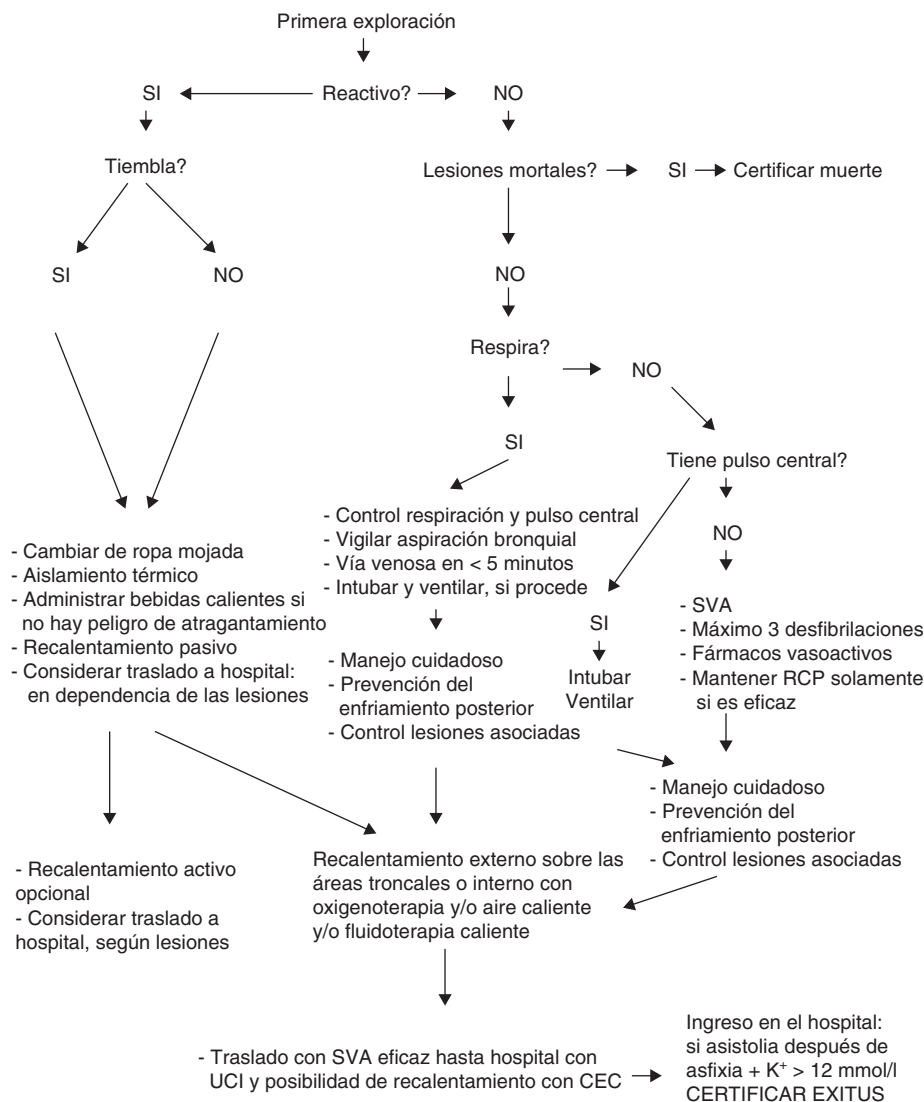 Primera exploración
SI
Reactivo?
NO
Tiembla?
Lesiones mortales?
SI
Certificar muerte
SI
NO
NO
Respira?
NO
SI
Tiene pulso central?
- Cambiar de ropa mojada
- Aislamiento térmico
- Administrar bebidas calientes si
no hay peligro de atragantamiento
- Recalentamiento pasivo
- Considerar traslado a hospital:
en dependencia de las lesiones
- Control respiración y pulso central
- Vigilar aspiración bronquial
- Vía venosa en < 5 minutos
- Intubar y ventilar, si procede
NO
SI
Intubar
Ventilar
- SVA
- Máximo 3 desfibrilaciones
- Fármacos vasoactivos
- Mantener RCP solamente
si es eficaz
- Manejo cuidadoso
- Prevención del
enfriamiento posterior
- Control lesiones asociadas
- Manejo cuidadoso
- Prevención del
enfriamiento posterior
- Control lesiones asociadas
- Recalentamiento activo
opcional
- Considerar traslado a
hospital, según lesiones
Recalentamiento externo sobre las
áreas troncales o interno con
oxigenoterapia y/o aire caliente
y/o fluidoterapia caliente
- Traslado con SVA eficaz hasta hospital con
UCI y posibilidad de recalentamiento con CEC
Ingreso en el hospital:
si asistolia después de
asfixia + K⁺ > 12 mmol/l
CERTIFICAR EXITUS